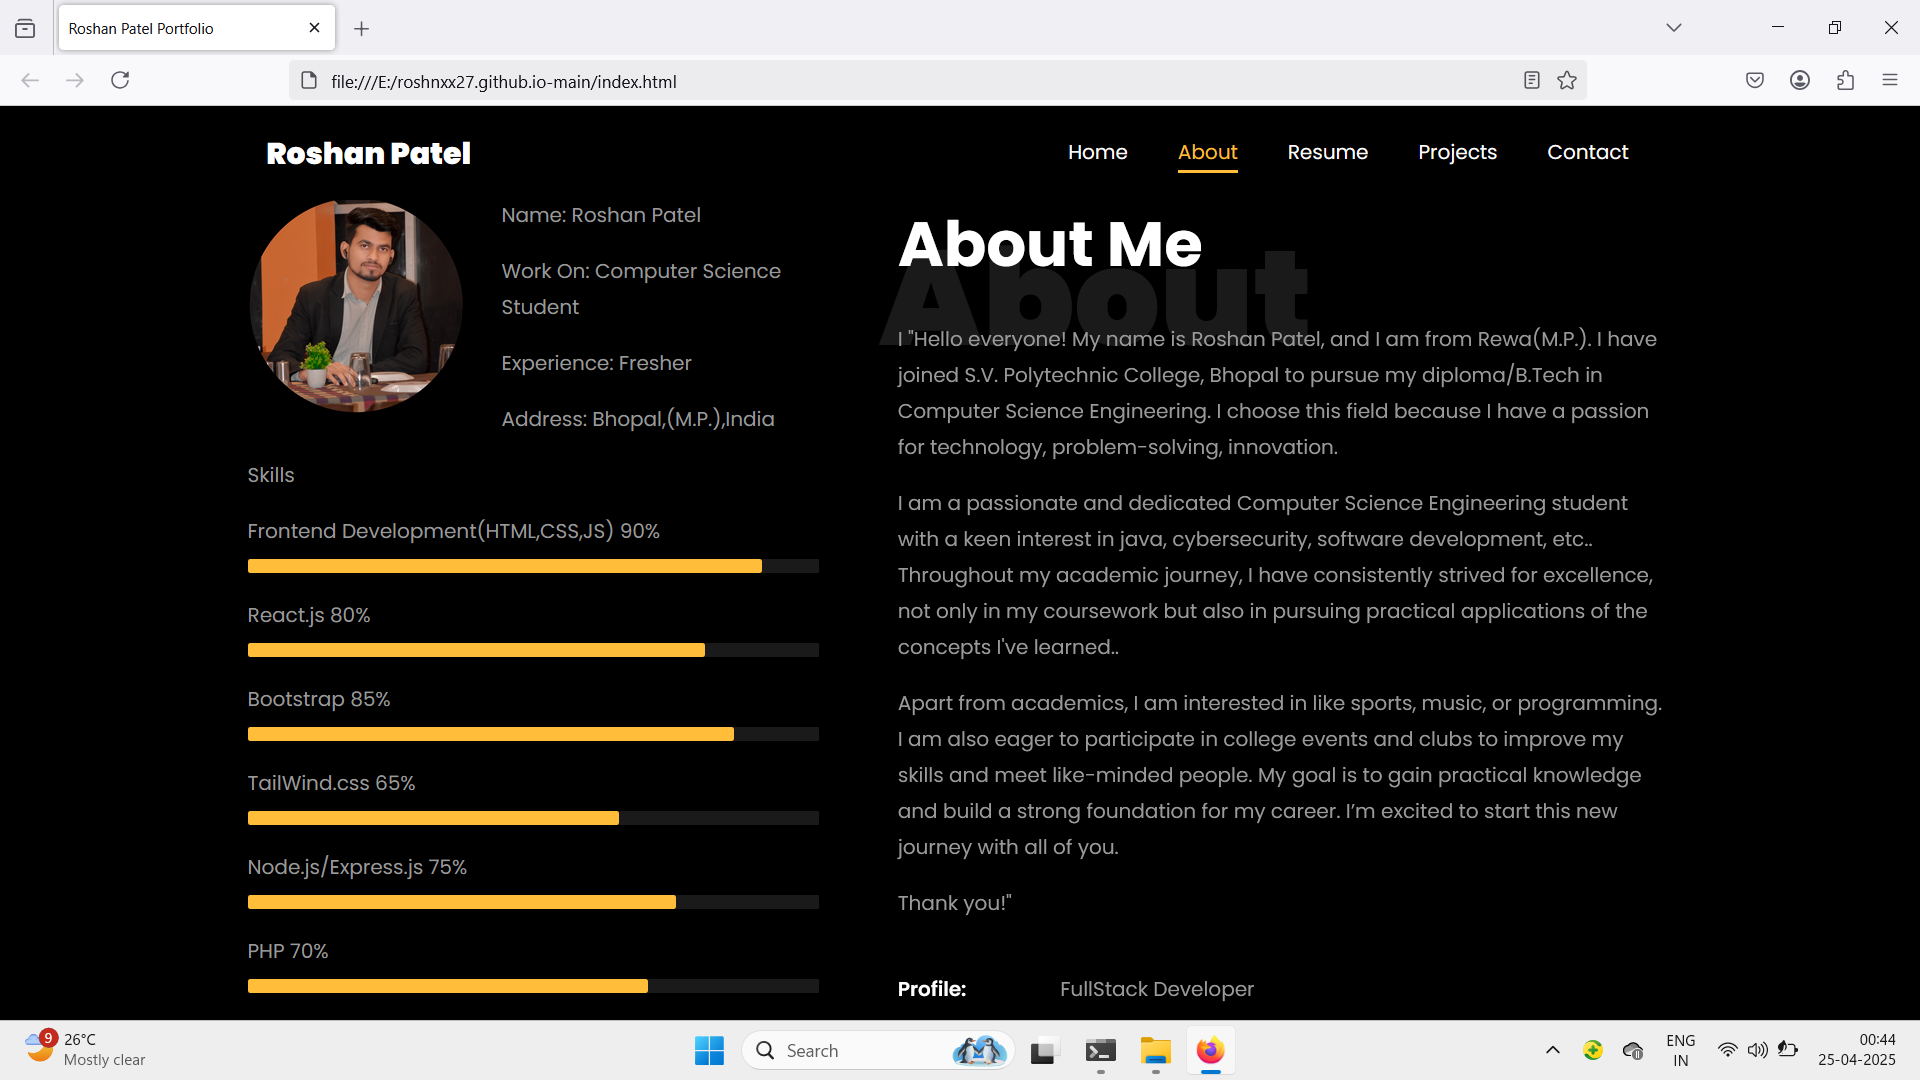 Roshan Patel Portfolio
file:///E:/roshnxx27.github.io-main/index.html
Roshan Patel
Home
About
Resume
Projects
Contact
Name: Roshan Patel
Work On: Computer Science
Student
Experience: Fresher
Address: Bhopal,(M.P.),India
Skills
Frontend Development(HTML,CSS,JS) 90%
React.js 80%
Bootstrap 85%
TailWind.css 65%
Node.js/Express.js 75%
PHP 70%
About Me
About
I "Hello everyone! My name is Roshan Patel, and I am from Rewa(M.P.). I have
joined S.V. Polytechnic College, Bhopal to pursue my diploma/B.Tech in
Computer Science Engineering. I choose this field because I have a passion
for technology, problem-solving, innovation.
I am a passionate and dedicated Computer Science Engineering student
with a keen interest in java, cybersecurity, software development, etc..
Throughout my academic journey, I have consistently strived for excellence,
not only in my coursework but also in pursuing practical applications of the
concepts I've learned..
Apart from academics, I am interested in like sports, music, or programming.
I am also eager to participate in college events and clubs to improve my
skills and meet like-minded people. My goal is to gain practical knowledge
and build a strong foundation for my career. I’m excited to start this new
journey with all of you.
Thank you!"
Profile: FullStack Developer
9
26°C
Mostly clear
Search
ENG
IN
00:44
25-04-2025